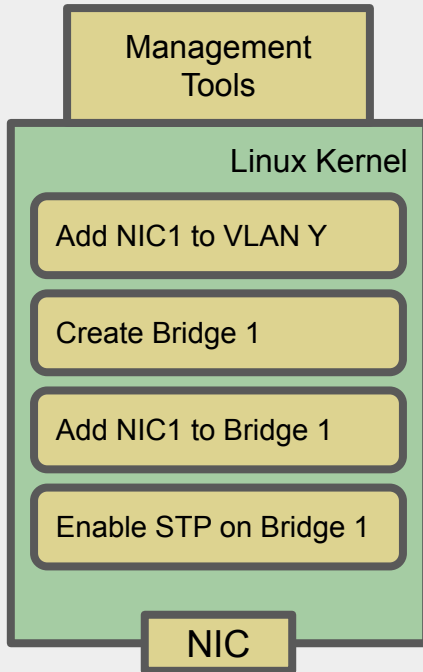 Management
Tools
Linux Kernel
Add NIC1 to VLAN Y
Create Bridge 1
Add NIC1 to Bridge 1
Enable STP on Bridge 1
NIC